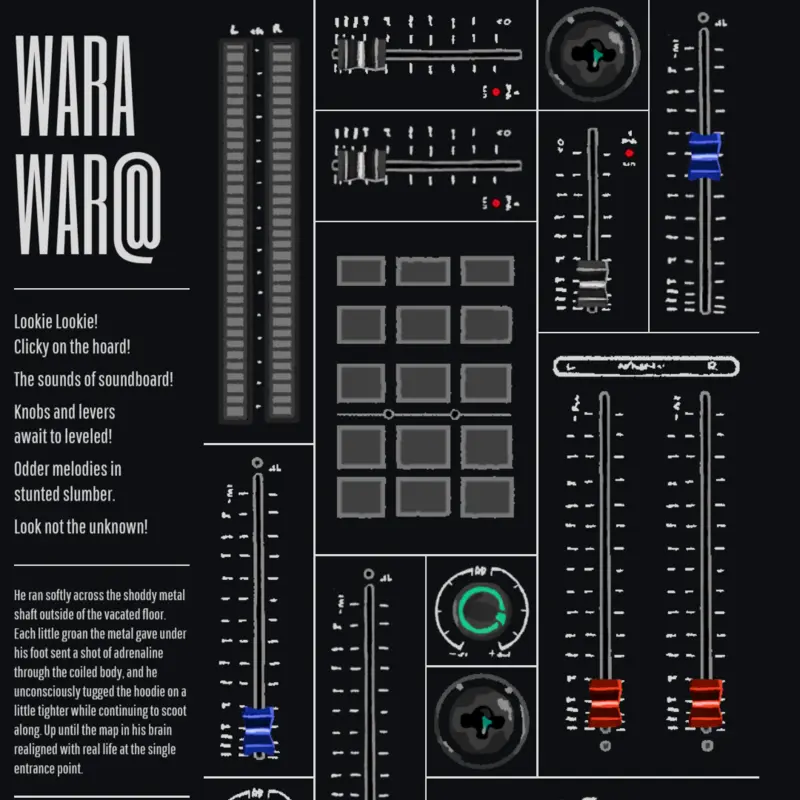 WARA
WAR@
Lookie Lookie!
Clicky on the hoard!
The sounds of soundboard!
Knobs and levers
await to leveled!
Odder melodies in
stunted slumber.
Look not the unknown!
He ran softly across the shoddy metal
shaft outside of the vacated floor.
Each little groan the metal gave under
his foot sent a shot of adrenaline
through the coiled body, and he
unconsciously tugged the hoodie on a
little tighter while continuing to scoot
along. Up until the map in his brain
realigned with real life at the single
entrance point.
L R
L R